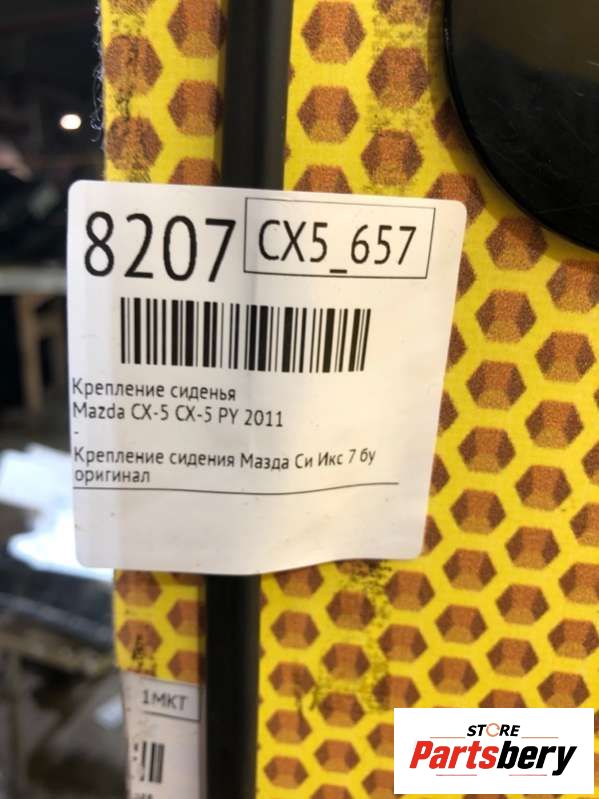 8207 CX5_657
Крепление сиденья
Mazda CX-5 CX-5 PY 2011
-
Крепление сидения Мазда Си Икс 7 бу
оригинал
1МКТ
STORE
Partsbery